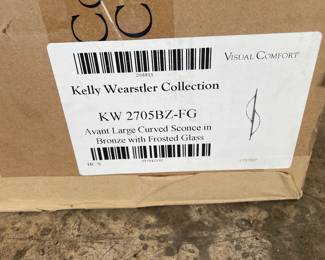 VISUAL COMFORT
Kelly Wearstler Collection
KW 2705BZ-FG
Avant Large Curved Sconce in
Bronze with Frosted Glass